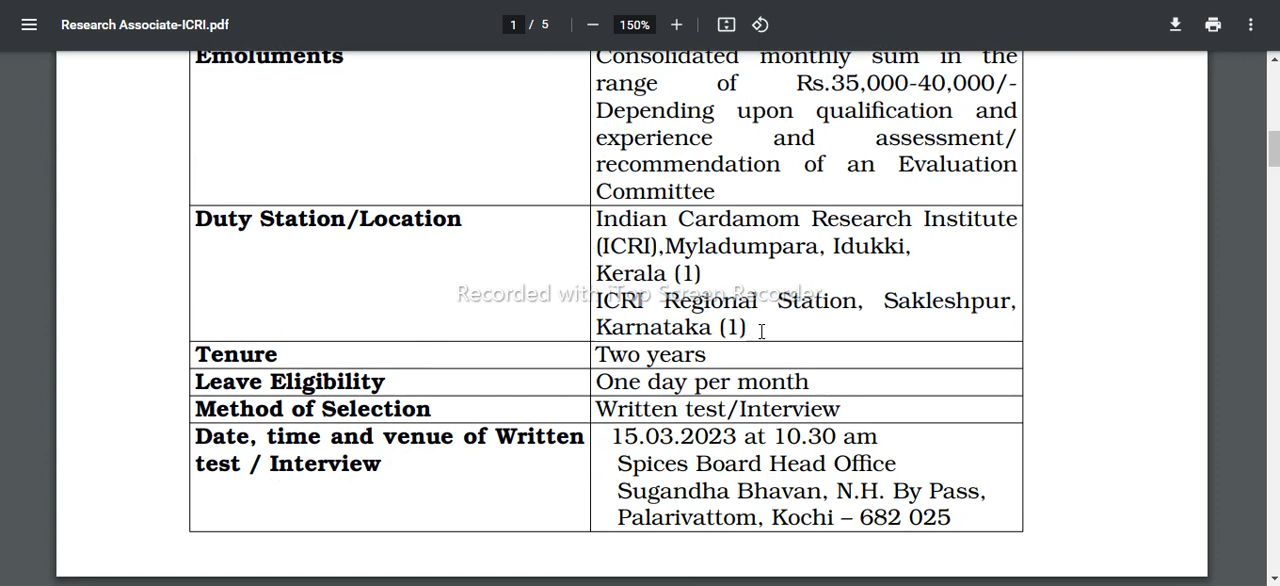 Research Associate-ICRI.pdf
1 / 5
150%
Emoluments
Consolidated monthly sum in the
range of Rs.35,000-40,000/-
Depending upon qualification and
experience and assessment/
recommendation of an Evaluation
Committee
Duty Station/Location
Indian Cardamom Research Institute
(ICRI),Myladumpara, Idukki,
Kerala (1)
ICRI Regional Station, Sakleshpur,
Karnataka (1)
Recorded with iTop Screen Recorder
Tenure
Two years
Leave Eligibility
One day per month
Method of Selection
Written test/Interview
Date, time and venue of Written
test / Interview
15.03.2023 at 10.30 am
Spices Board Head Office
Sugandha Bhavan, N.H. By Pass,
Palarivattom, Kochi – 682 025